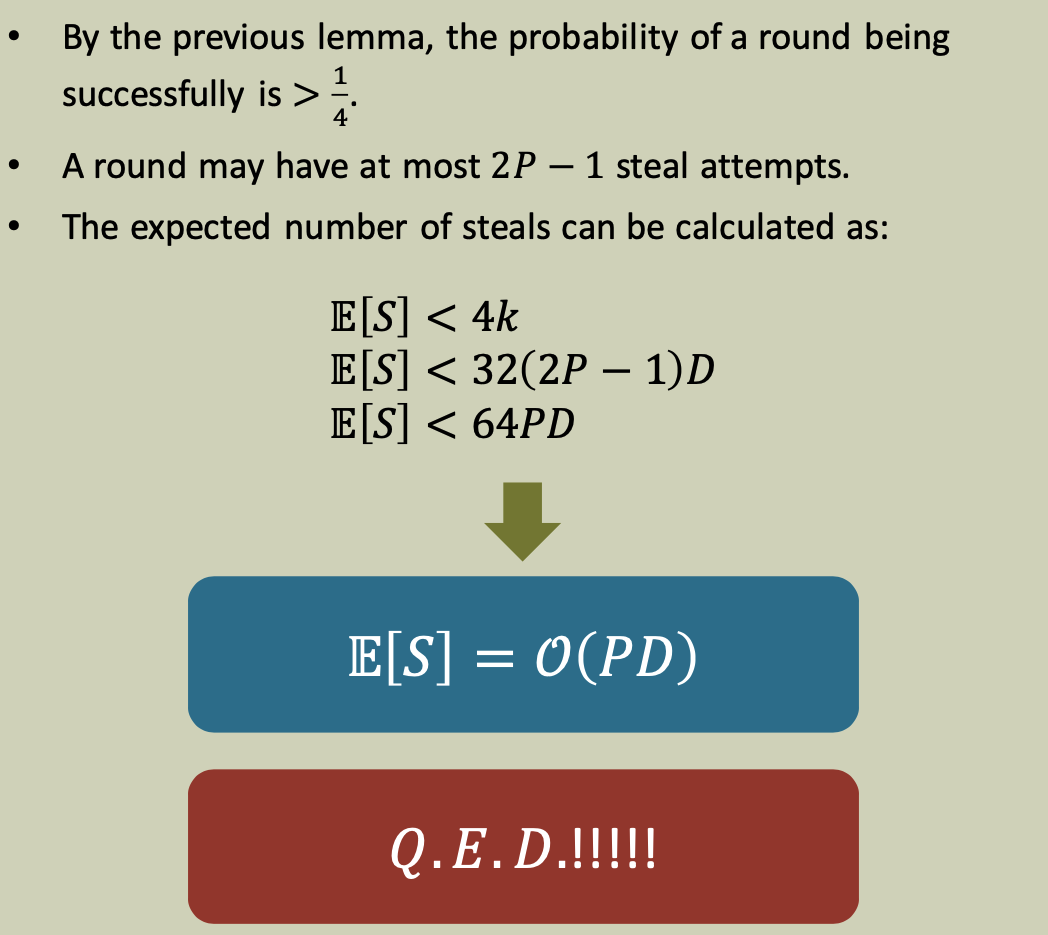 • By the previous lemma, the probability of a round being
successfully is > 1/4.
• A round may have at most 2P − 1 steal attempts.
• The expected number of steals can be calculated as:
𝔼[S] < 4k
𝔼[S] < 32(2P − 1)D
𝔼[S] < 64PD
𝔼[S] = 𝒪(PD)
Q.E.D.!!!!!